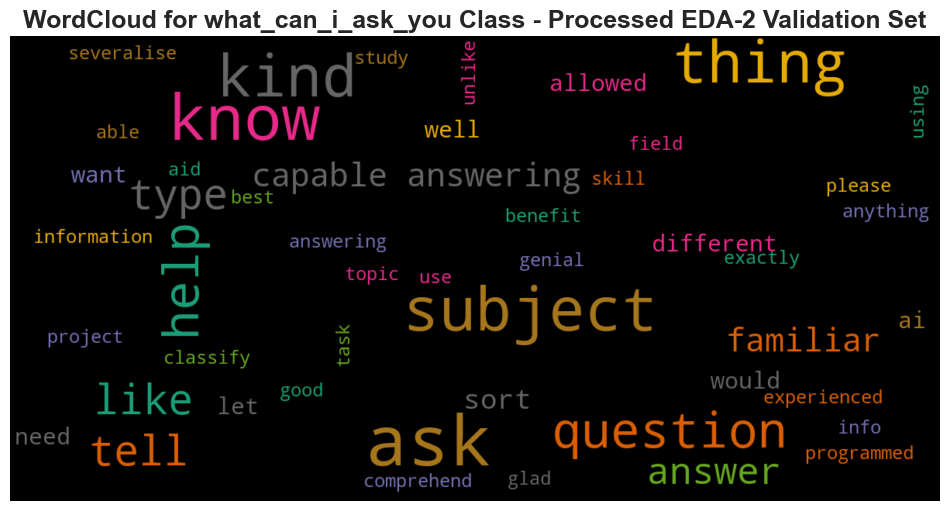 WordCloud for what_can_i_ask_you Class - Processed EDA-2 Validation Set
severalise
study
unlike
thing
kind
allowed
using
know
able
well
field
want
aid
capable answering
skill
please
type
best
benefit
anything
information
answering
different
help
genial
exactly
topic
use
subject
ai
project
task
familiar
classify
would
good
like
let
sort
experienced
need
tell
ask
question
info
answer
programmed
comprehend
glad